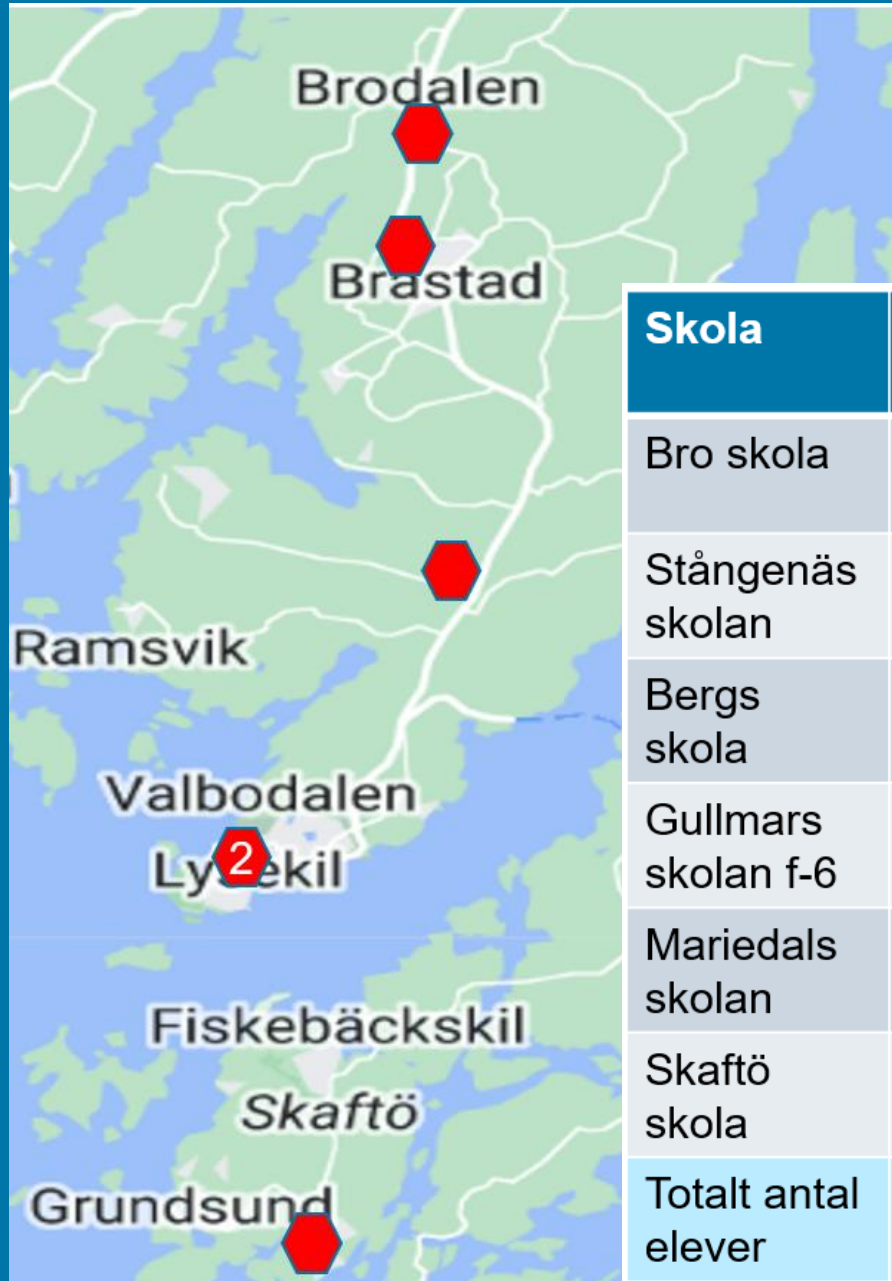 Brodalen
Brastad
Ramsvik
Valbodalen
2
Lysekil
Fiskebäckskil
Skaftö
Grundsund
Skola
Bro skola
Stångenäs
skolan
Bergs
skola
Gullmars
skolan f-6
Mariedals
skolan
Skaftö
skola
Totalt antal
elever